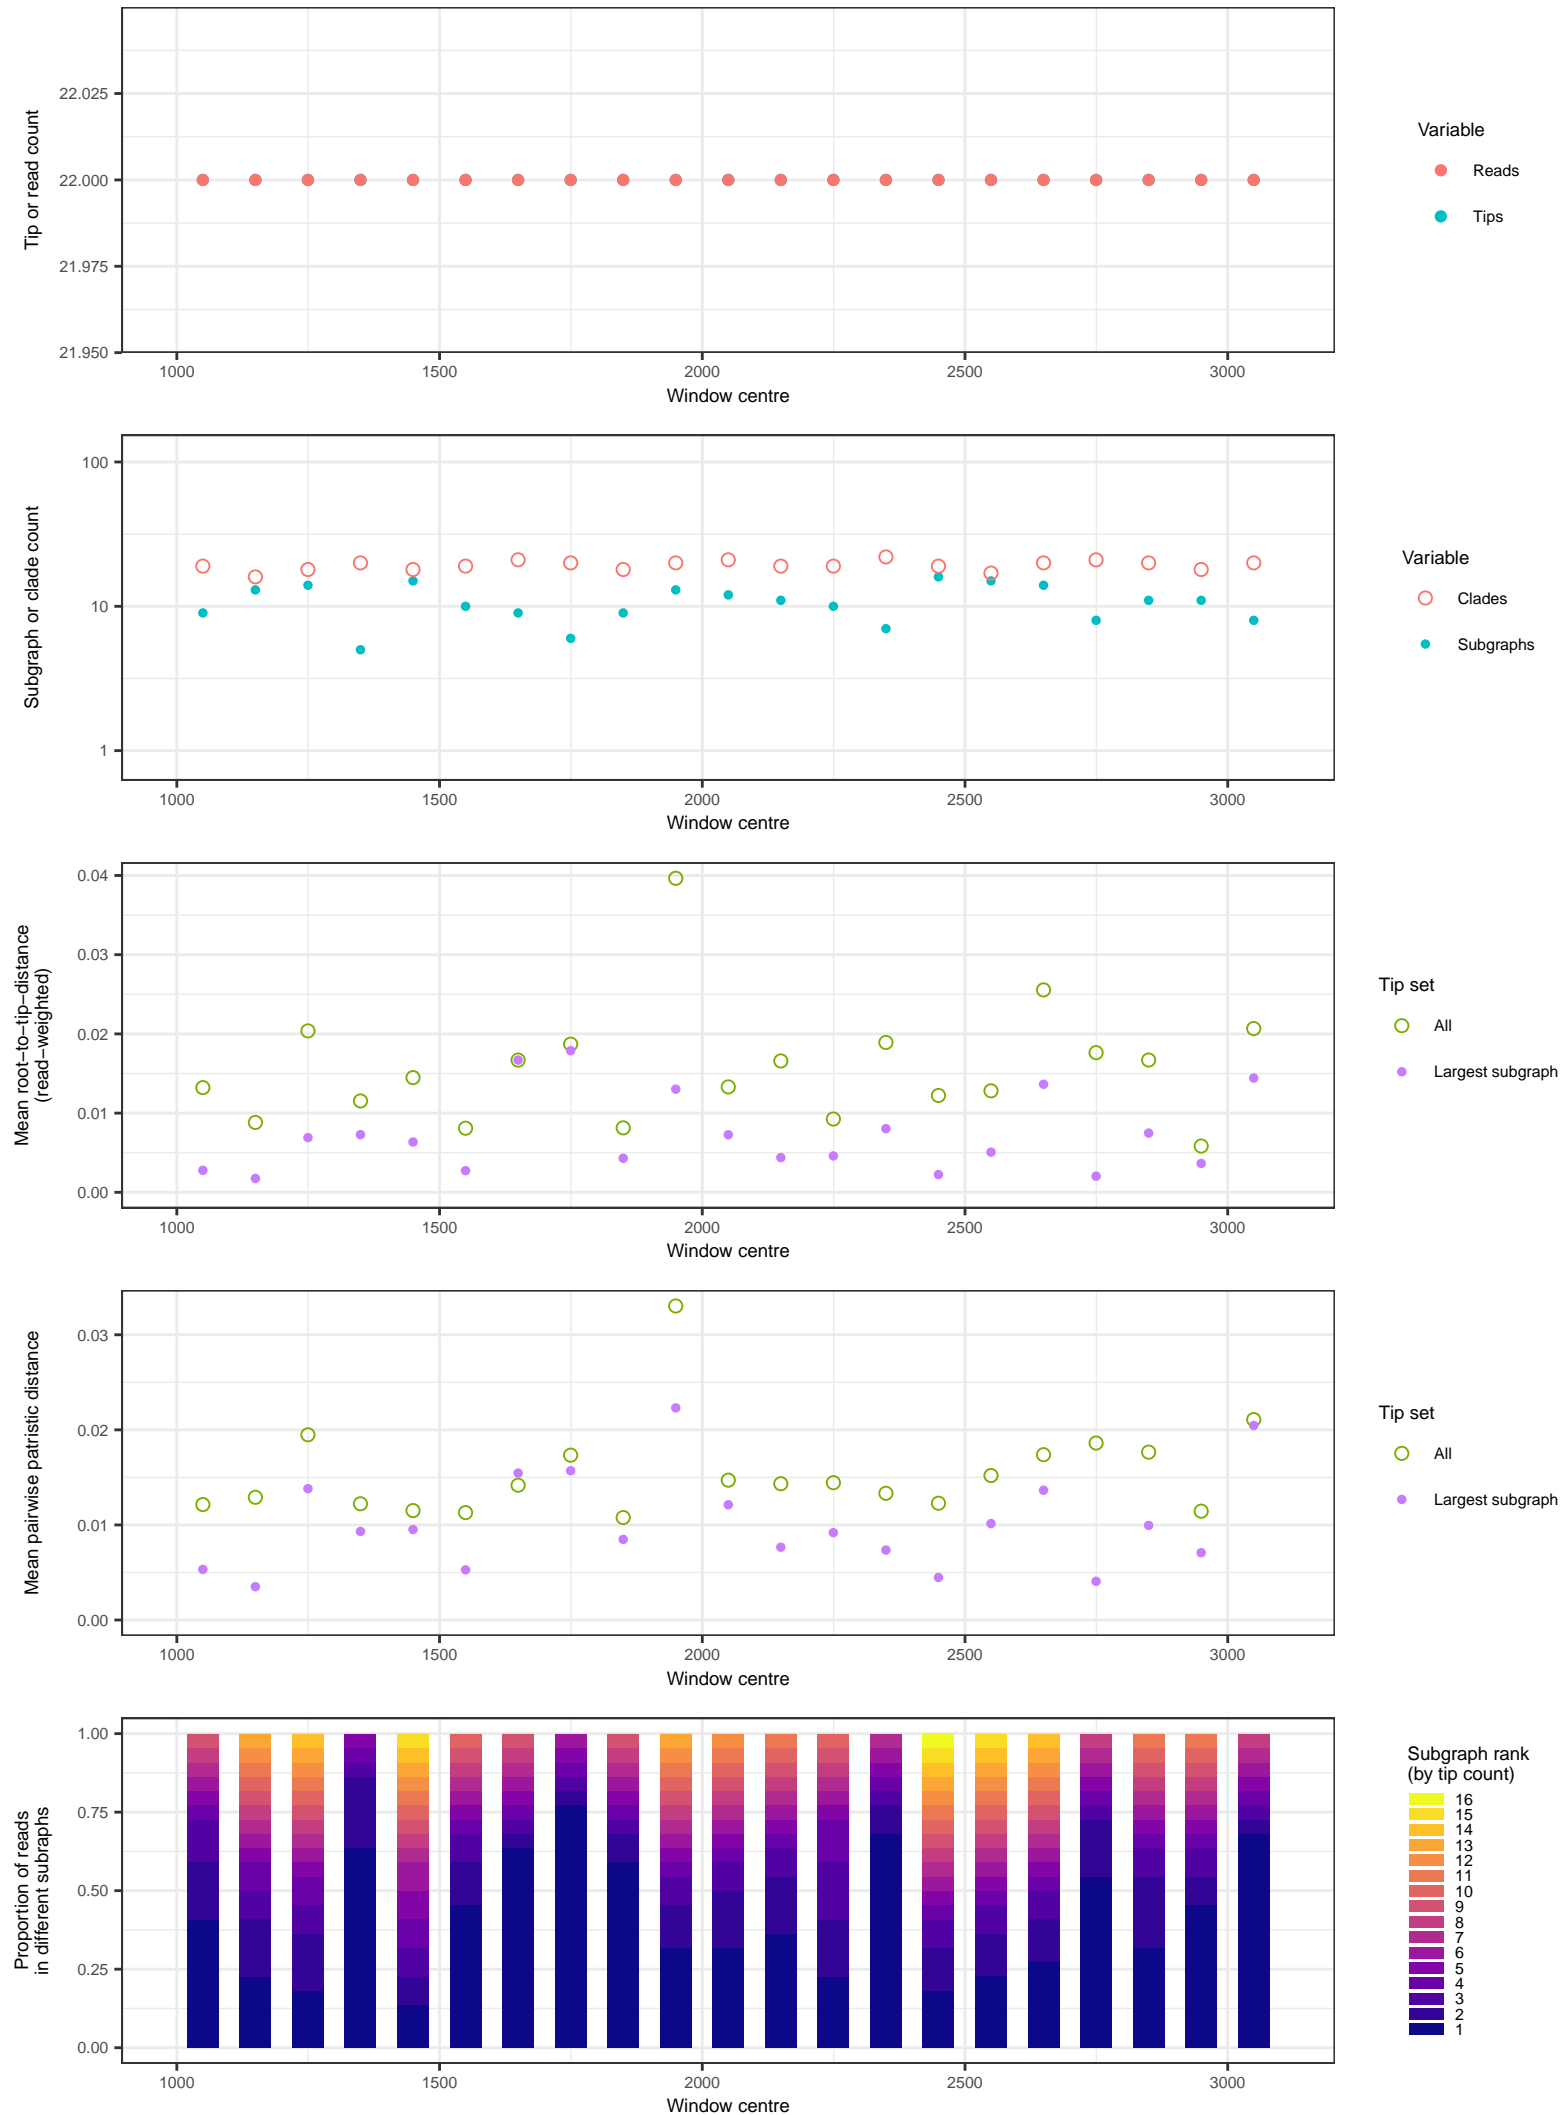 22.025
22.000
21.975
21.950
Tip or read count
1000 1500 2000 2500 3000
Window centre
Variable
Reads
Tips
100
10
1
Subgraph or clade count
1000 1500 2000 2500 3000
Window centre
Variable
Clades
Subgraphs
0.04
0.03
0.02
0.01
0.00
Mean root−to−tip−distance
(read−weighted)
1000 1500 2000 2500 3000
Window centre
Tip set
All
Largest subgraph
0.03
0.02
0.01
0.00
Mean pairwise patristic distance
1000 1500 2000 2500 3000
Window centre
Tip set
All
Largest subgraph
1.00
0.75
0.50
0.25
0.00
Proportion of reads
in different subraphs
1000 1500 2000 2500 3000
Window centre
Subgraph rank
(by tip count)
16
15
14
13
12
11
10
9
8
7
6
5
4
3
2
1